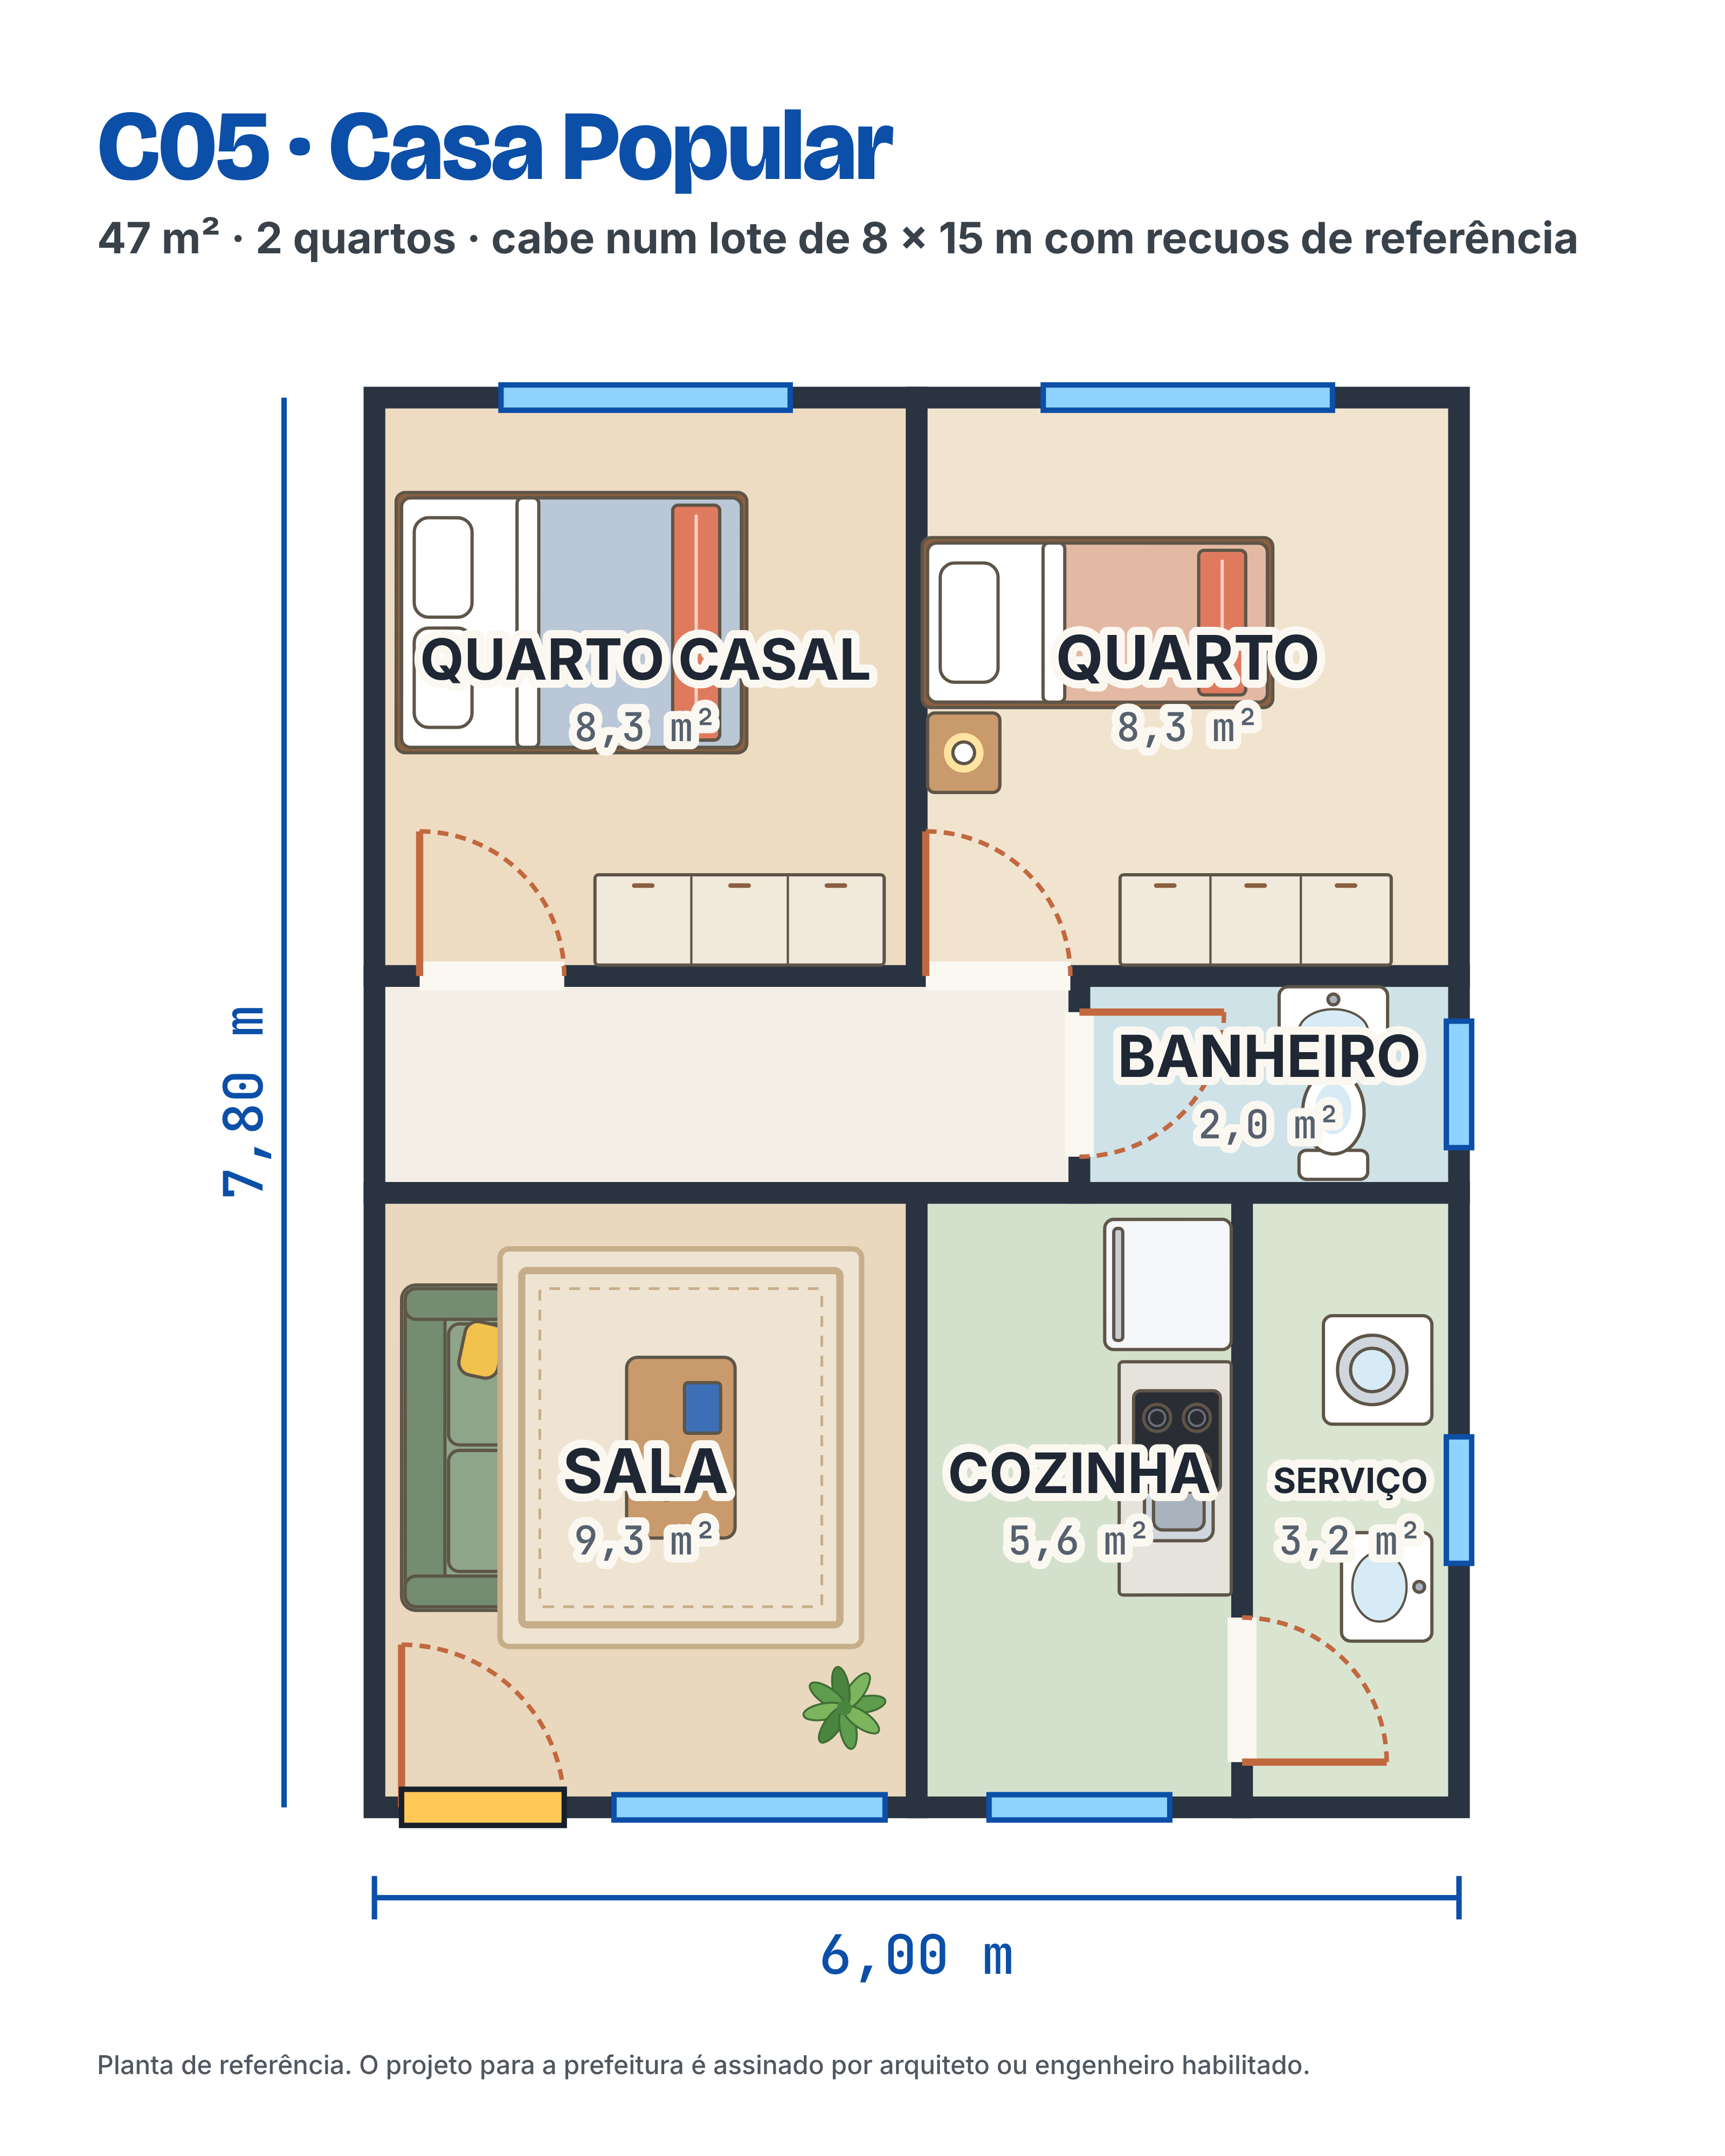 C05 · Casa Popular
47 m² · 2 quartos · cabe num lote de 8 × 15 m com recuos de referência
QUARTO CASAL
8,3 m²
QUARTO
8,3 m²
7,80 m
BANHEIRO
2,0 m²
SALA
9,3 m²
COZINHA
5,6 m²
SERVIÇO
3,2 m²
6,00 m
Planta de referência. O projeto para a prefeitura é assinado por arquiteto ou engenheiro habilitado.